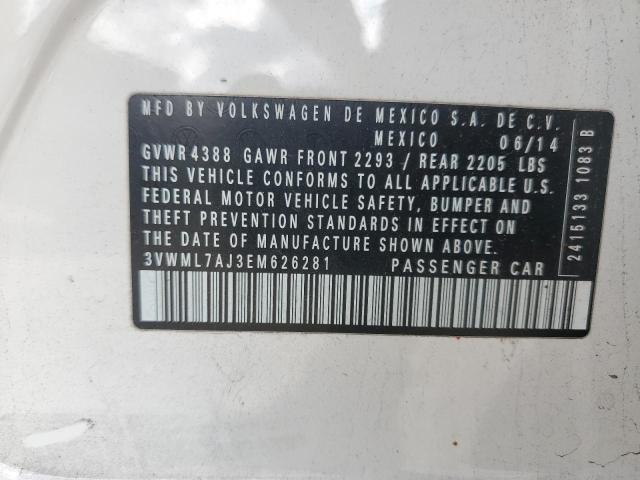 MFD BY VOLKSWAGEN DE MEXICO S.A. DE C.V.
MEXICO 06/14
GVWR 4388 GAWR FRONT 2293 / REAR 2205 LBS
THIS VEHICLE CONFORMS TO ALL APPLICABLE U.S.
FEDERAL MOTOR VEHICLE SAFETY, BUMPER AND
THEFT PREVENTION STANDARDS IN EFFECT ON
THE DATE OF MANUFACTURE SHOWN ABOVE.
3VWML7AJ3EM626281 PASSENGER CAR
2415133 1083 B